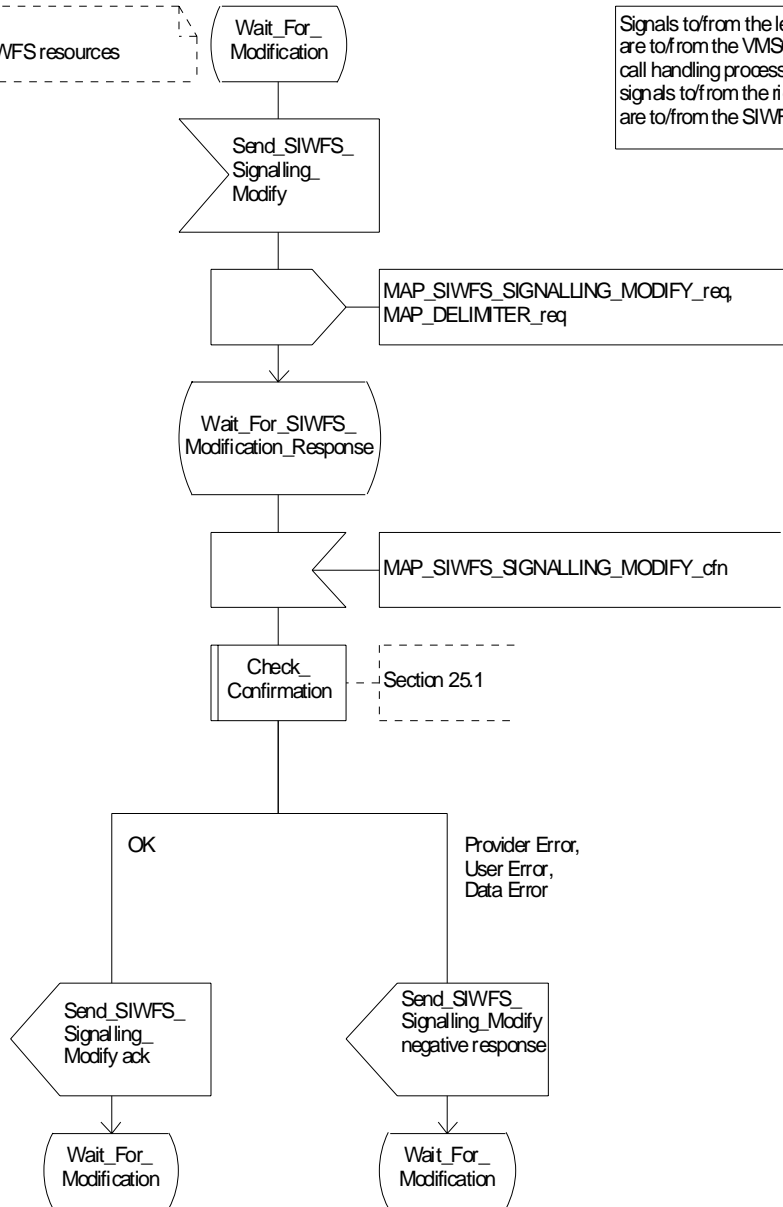 WFS resources
Wait_For_
Modification
Signals to/from the le
are to/from the VMS
call handling process
signals to/from the ri
are to/from the SIWF
Send_SIWFS_
Signalling_
Modify
MAP_SIWFS_SIGNALLING_MODIFY_req,
MAP_DELIMITER_req
Wait_For_SIWFS_
Modification_Response
MAP_SIWFS_SIGNALLING_MODIFY_cfn
Check_
Confirmation
Section 25.1
OK
Provider Error,
User Error,
Data Error
Send_SIWFS_
Signalling_
Modify ack
Send_SIWFS_
Signalling_Modify
negative response
Wait_For_
Modification
Wait_For_
Modification